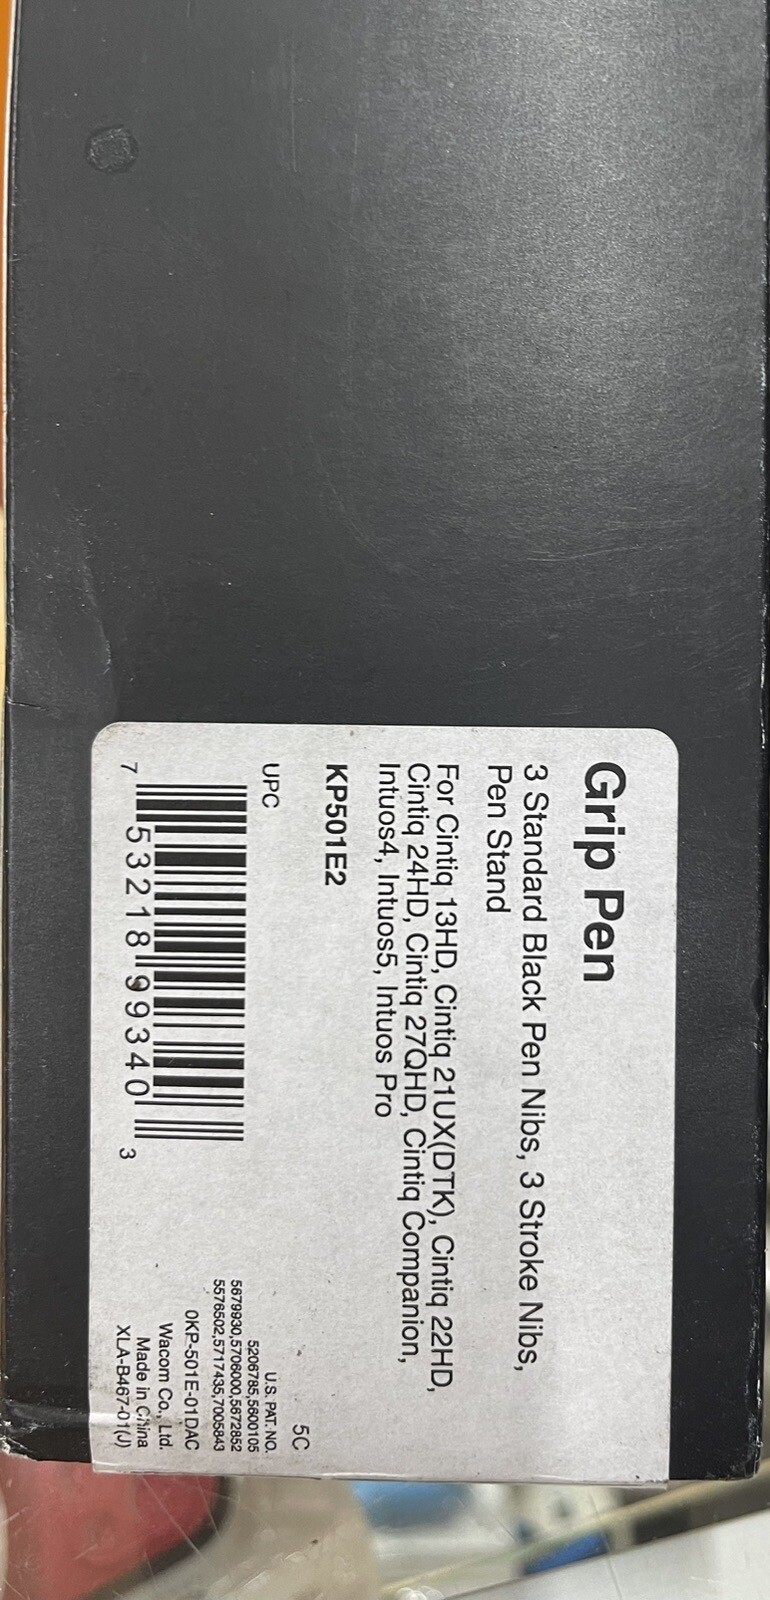 Grip Pen
3 Standard Black Pen Nibs, 3 Stroke Nibs,
Pen Stand
For Cintiq 13HD, Cintiq 21UX(DTK), Cintiq 22HD,
Cintiq 24HD, Cintiq 27QHD, Cintiq Companion,
Intuos4, Intuos5, Intuos Pro
KP501E2
5C
UPC
7 53218 99340 3
U.S. PAT. NO.
5206785,5600105
5679930,5706000,5672852
5576502,5717435,7005843
0KP-501E-01DAC
Wacom Co., Ltd.
Made in China
XLA-B467-01(J)